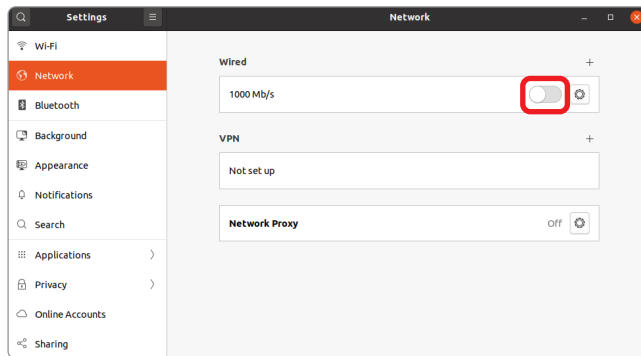 Settings
Network
Wi-Fi
Network
Bluetooth
Background
Appearance
Notifications
Search
Applications
Privacy
Online Accounts
Sharing
Wired
1000 Mb/s
VPN
Not set up
Network Proxy Off